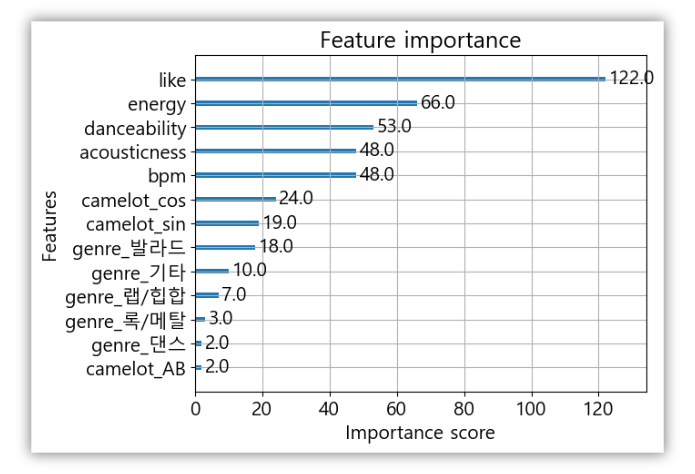 Feature importance
like 122.0
energy 66.0
danceability 53.0
acousticness 48.0
bpm 48.0
camelot_cos 24.0
camelot_sin 19.0
genre_발라드 18.0
genre_기타 10.0
genre_랩/힙합 7.0
genre_록/메탈 3.0
genre_댄스 2.0
camelot_AB 2.0
Features
0 20 40 60 80 100 120
Importance score